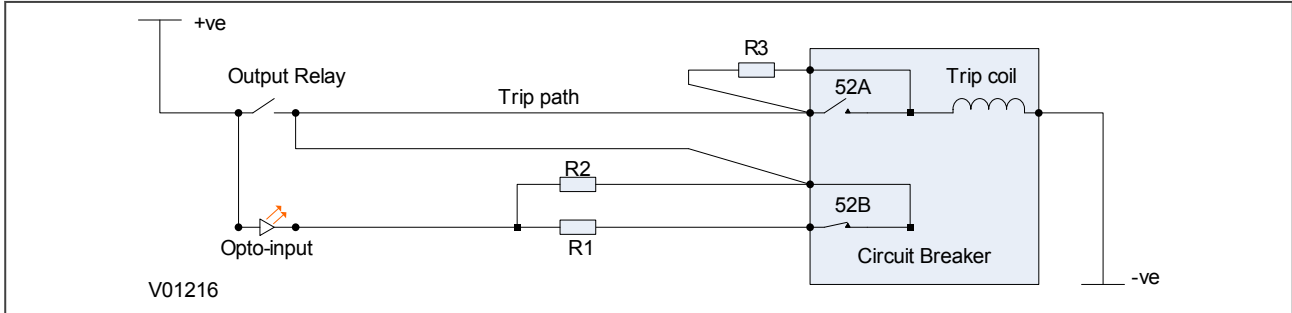 +ve
R3
Output Relay
Trip coil
52A
Trip path
R2
52B
Opto-input
R1
Circuit Breaker
-ve
V01216